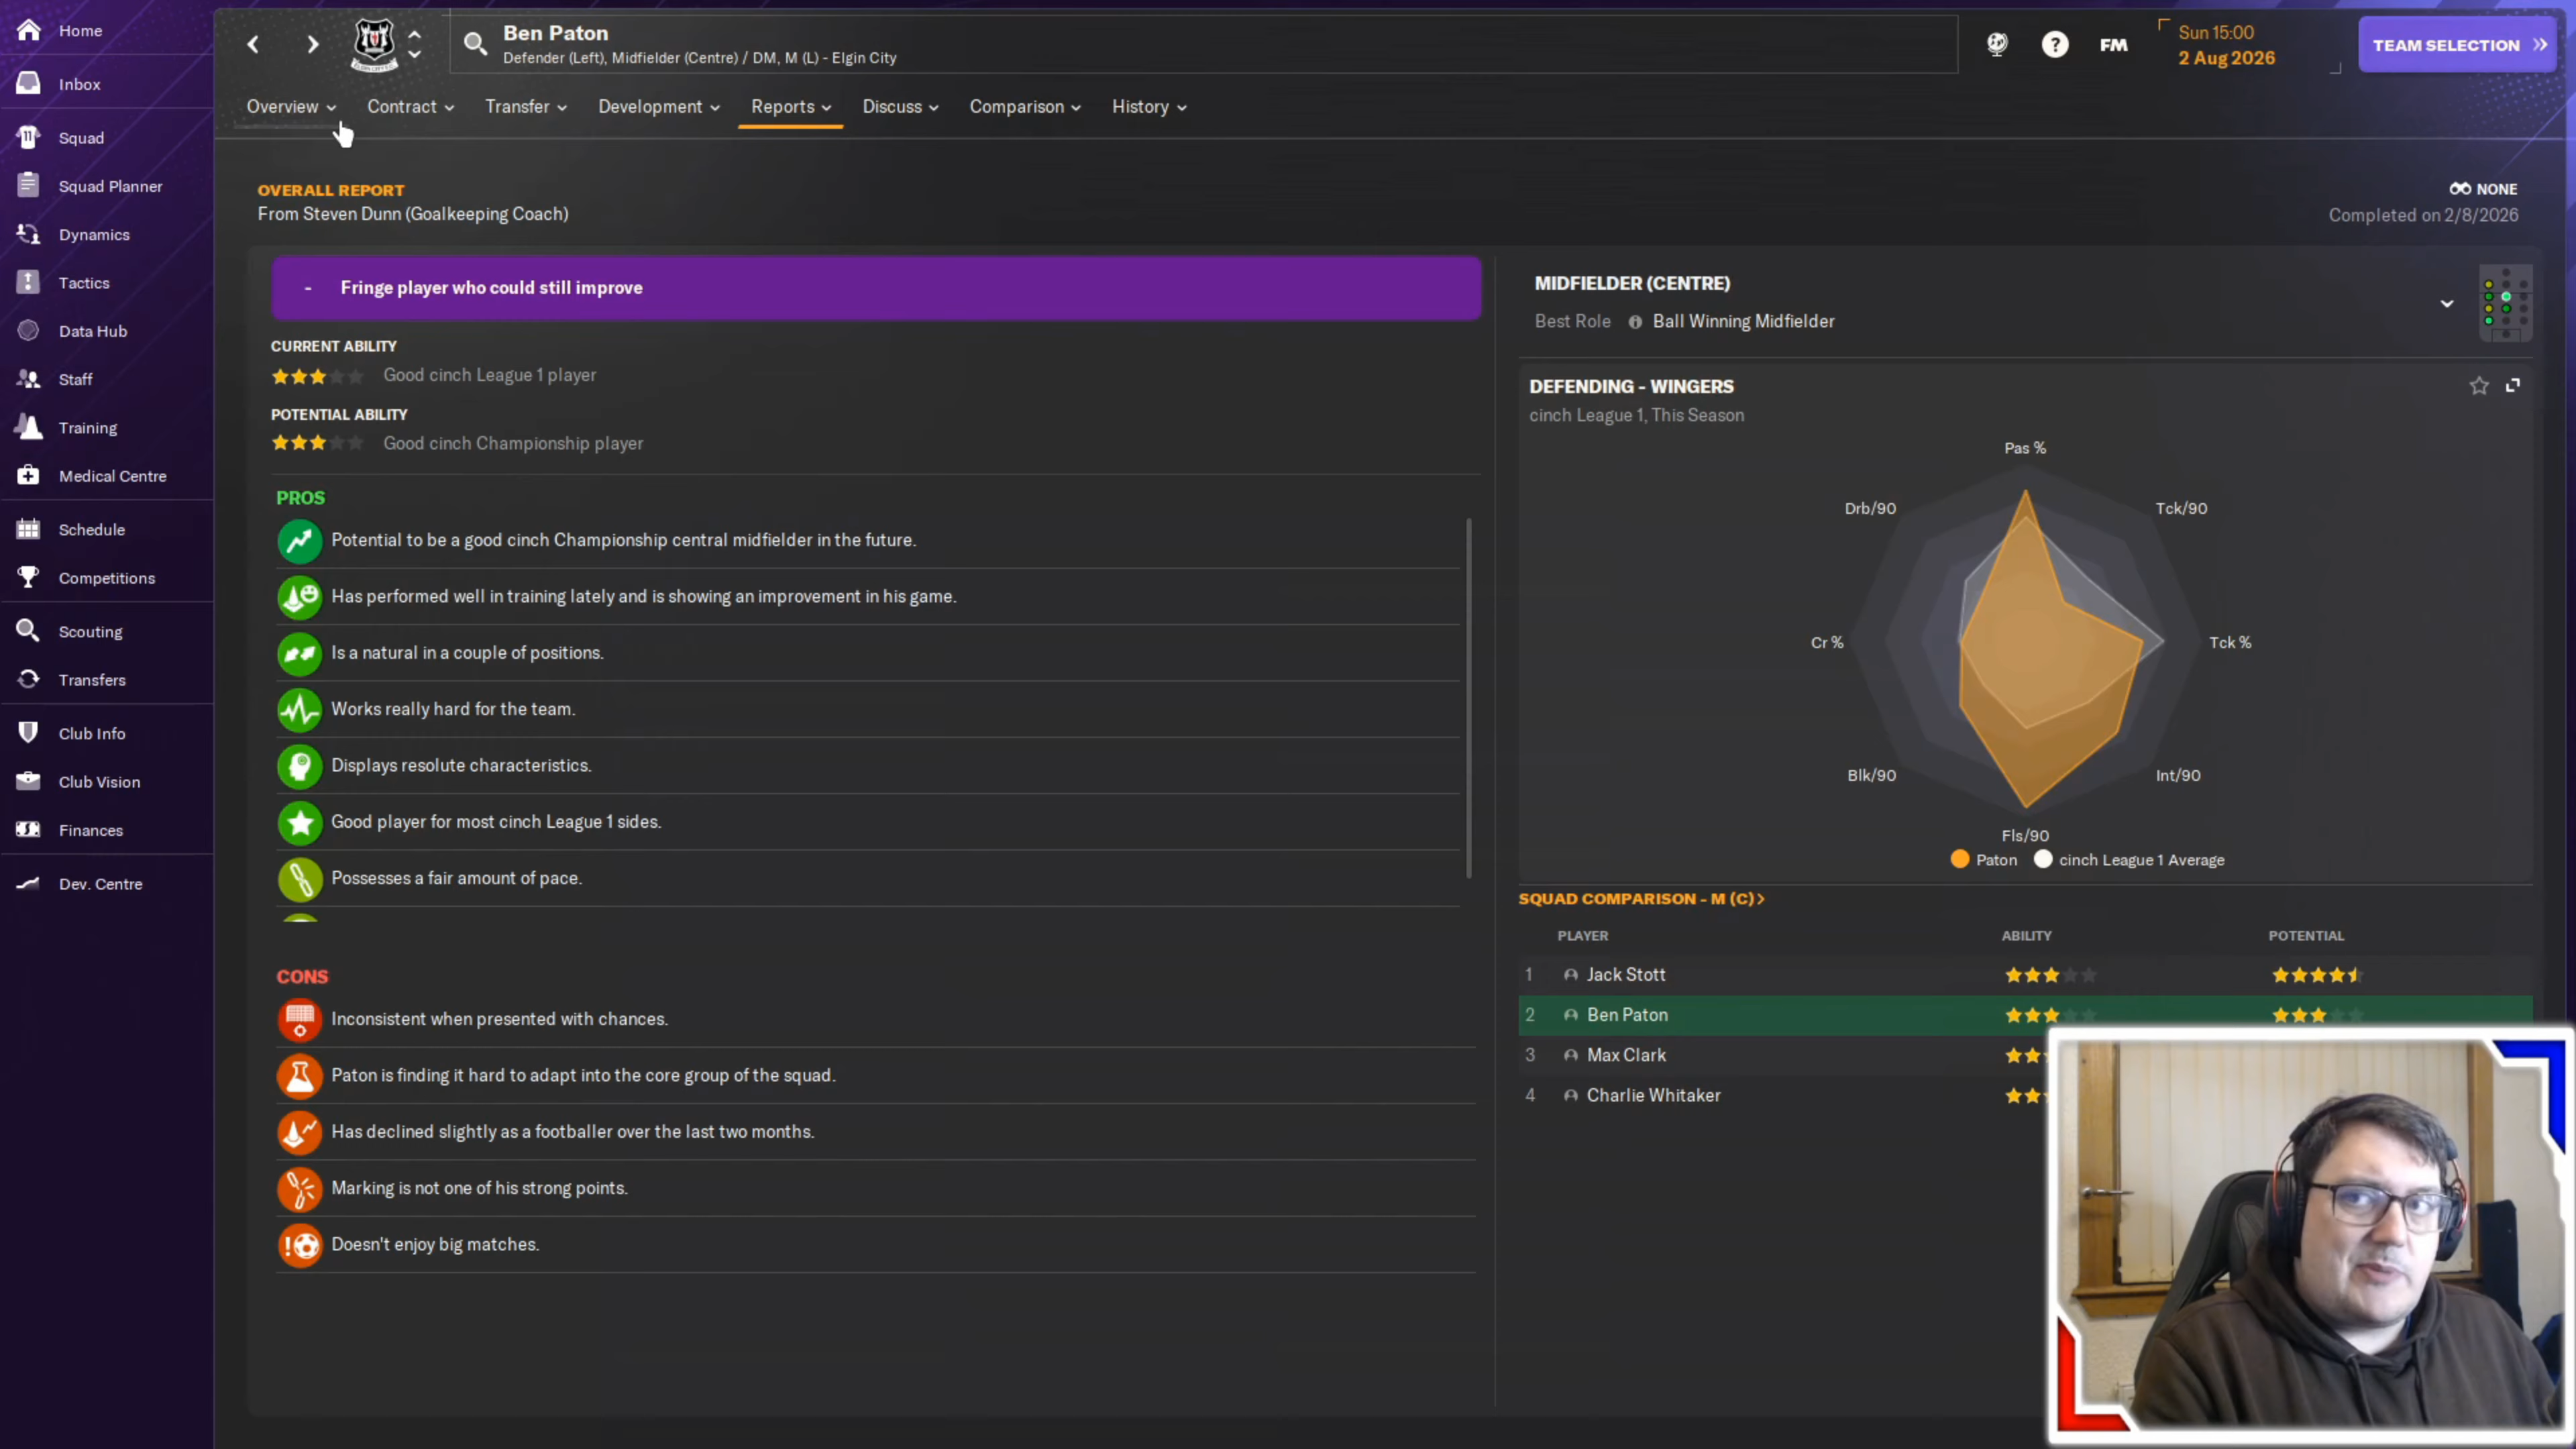 Home
Inbox
Squad
Squad Planner
Dynamics
Tactics
Data Hub
Staff
Training
Medical Centre
Schedule
Competitions
Scouting
Transfers
Club Info
Club Vision
Finances
Dev. Centre
Ben Paton
Defender (Left), Midfielder (Centre) / DM, M (L) - Elgin City
FM
Sun 15:00
2 Aug 2026
TEAM SELECTION
Overview
Contract
Transfer
Development
Reports
Discuss
Comparison
History
OVERALL REPORT
From Steven Dunn (Goalkeeping Coach)
NONE
Completed on 2/8/2026
- Fringe player who could still improve
CURRENT ABILITY
Good cinch League 1 player
POTENTIAL ABILITY
Good cinch Championship player
PROS
Potential to be a good cinch Championship central midfielder in the future.
Has performed well in training lately and is showing an improvement in his game.
Is a natural in a couple of positions.
Works really hard for the team.
Displays resolute characteristics.
Good player for most cinch League 1 sides.
Possesses a fair amount of pace.
CONS
Inconsistent when presented with chances.
Paton is finding it hard to adapt into the core group of the squad.
Has declined slightly as a footballer over the last two months.
Marking is not one of his strong points.
Doesn't enjoy big matches.
MIDFIELDER (CENTRE)
Best Role Ball Winning Midfielder
DEFENDING - WINGERS
cinch League 1, This Season
Pas %
Drb/90
Tck/90
Cr %
Tck %
Blk/90
Int/90
Fls/90
Paton
cinch League 1 Average
SQUAD COMPARISON - M (C)
PLAYER ABILITY POTENTIAL
1 Jack Stott
2 Ben Paton
3 Max Clark
4 Charlie Whitaker